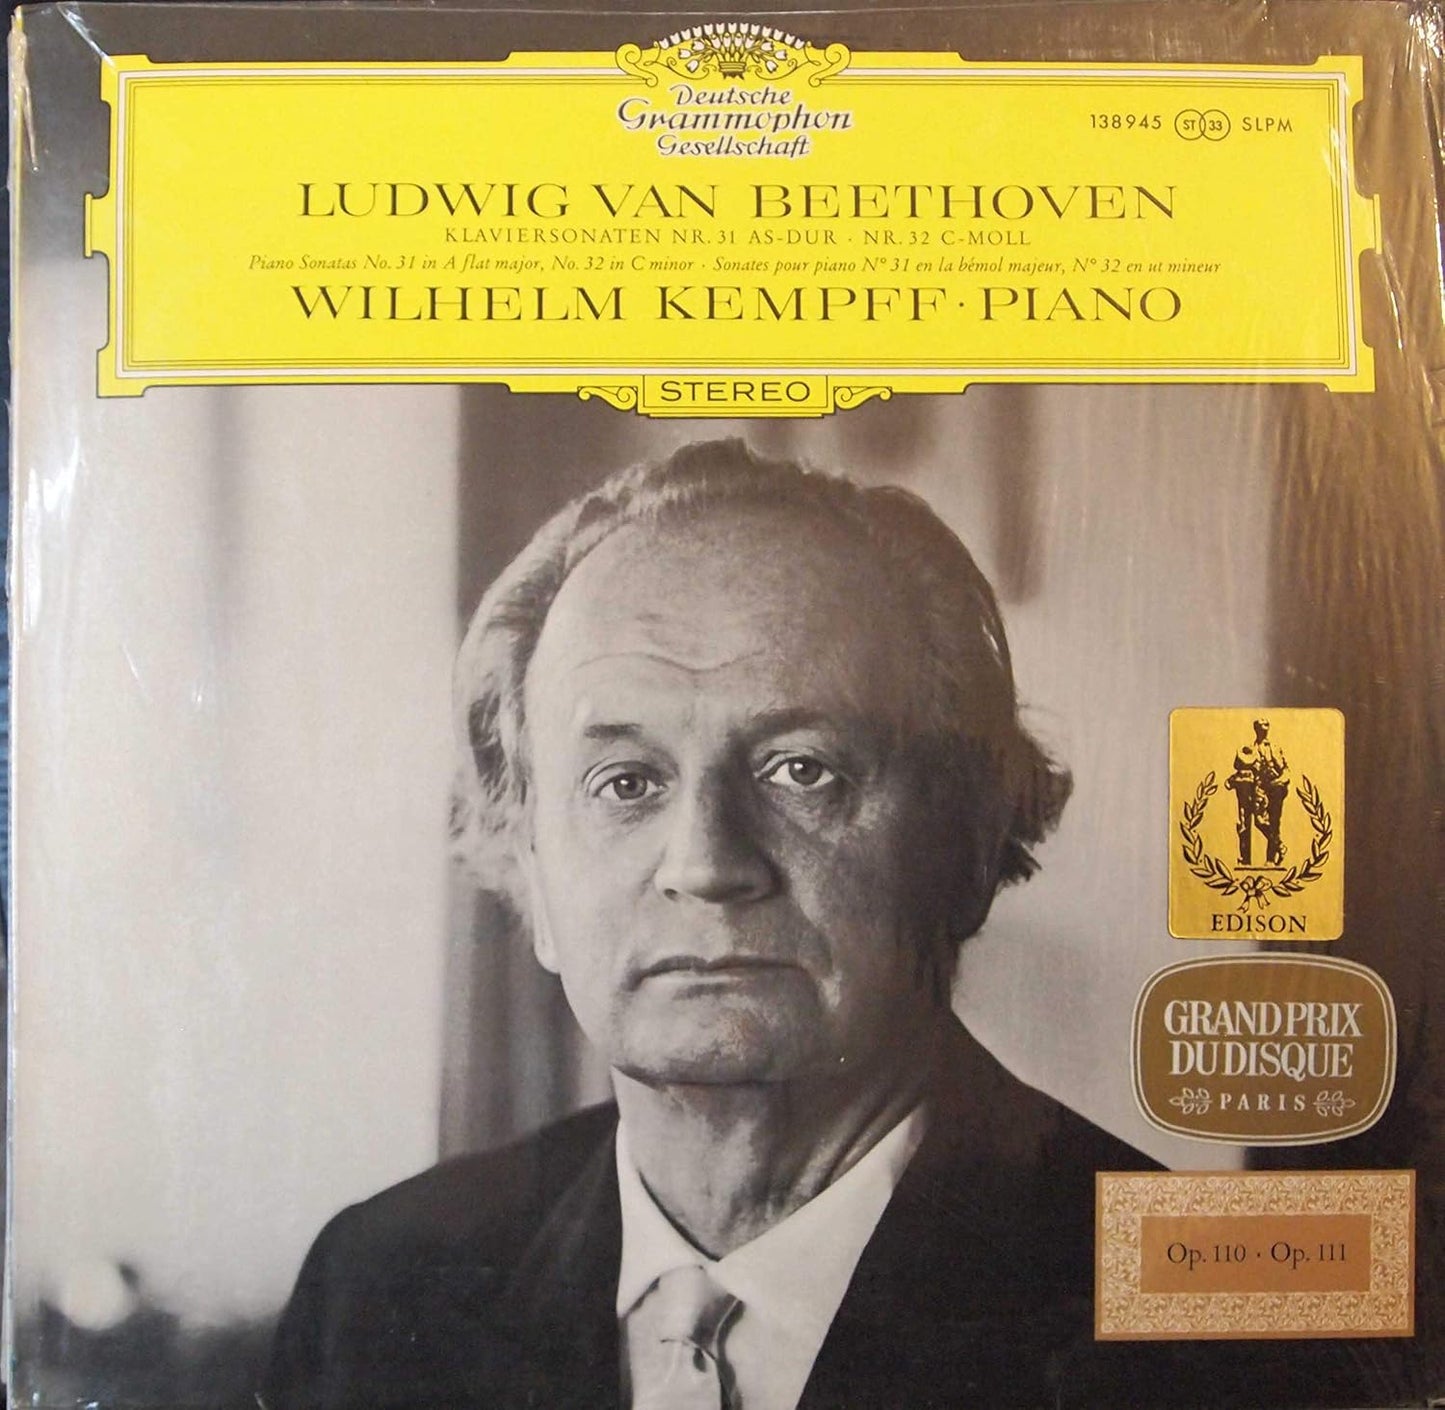 Deutsche
Grammophon
Gesellschaft
138945 ST 33 SLPM
LUDWIG VAN BEETHOVEN
KLAVIERSONATEN NR. 31 AS-DUR · NR. 32 C-MOLL
Piano Sonatas No. 31 in A flat major, No. 32 in C minor · Sonates pour piano N° 31 en la bémol majeur, N° 32 en ut mineur
WILHELM KEMPFF · PIANO
STEREO
EDISON
GRAND PRIX
DU DISQUE
PARIS
Op. 110 · Op. 111